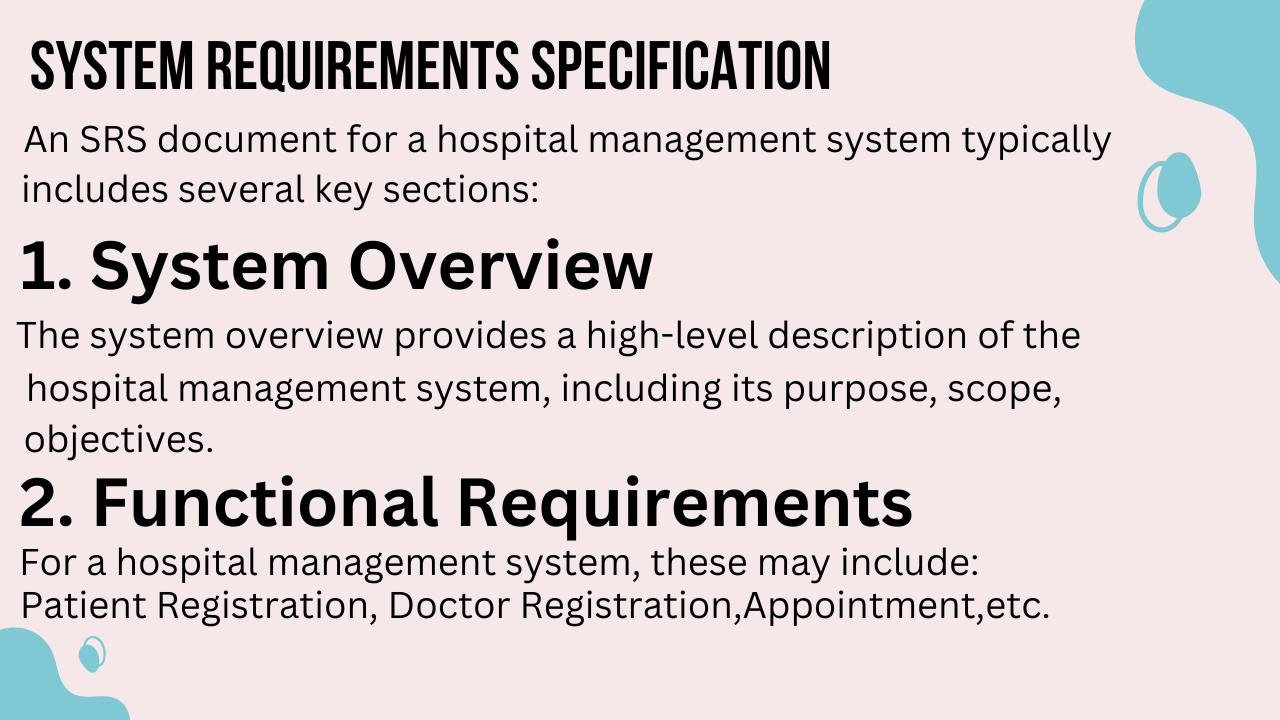 SYSTEM REQUIREMENTS SPECIFICATION
An SRS document for a hospital management system typically
includes several key sections:
1. System Overview
The system overview provides a high-level description of the
hospital management system, including its purpose, scope,
objectives.
2. Functional Requirements
For a hospital management system, these may include:
Patient Registration, Doctor Registration,Appointment,etc.